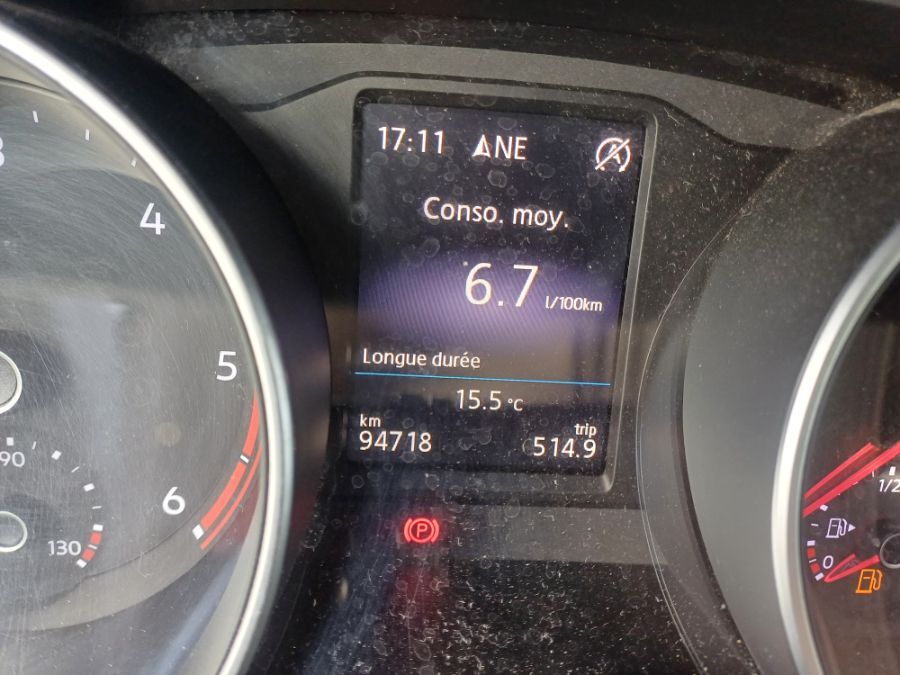 17:11 NE
Conso. moy.
6.7 l/100km
Longue durée
15.5 °C
km
94718
trip
514.9
4
5
6
90
130
1/2
0
P